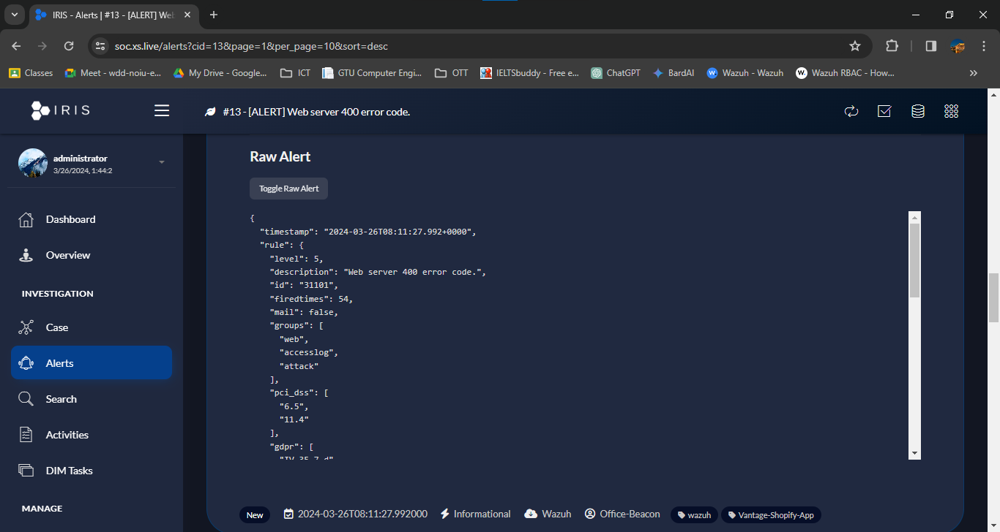 IRIS - Alerts | #13 - [ALERT] Web
soc.xs.live/alerts?cid=13&page=1&per_page=10&sort=desc
Classes
Meet - wdd-noiu-e...
My Drive - Google...
ICT
GTU Computer Engi...
OTT
IELTSbuddy - Free e...
ChatGPT
BardAI
Wazuh - Wazuh
Wazuh RBAC - How...
IRIS
#13 - [ALERT] Web server 400 error code.
administrator
3/26/2024, 1:44:2
Dashboard
Overview
INVESTIGATION
Case
Alerts
Search
Activities
DIM Tasks
MANAGE
Raw Alert
Toggle Raw Alert
{
"timestamp": "2024-03-26T08:11:27.992+0000",
"rule": {
"level": 5,
"description": "Web server 400 error code.",
"id": "31101",
"firedtimes": 54,
"mail": false,
"groups": [
"web",
"accesslog",
"attack"
],
"pci_dss": [
"6.5",
"11.4"
],
"gdpr": [
"IV_35.7.d"
New
2024-03-26T08:11:27.992000
Informational
Wazuh
Office-Beacon
wazuh
Vantage-Shopify-App